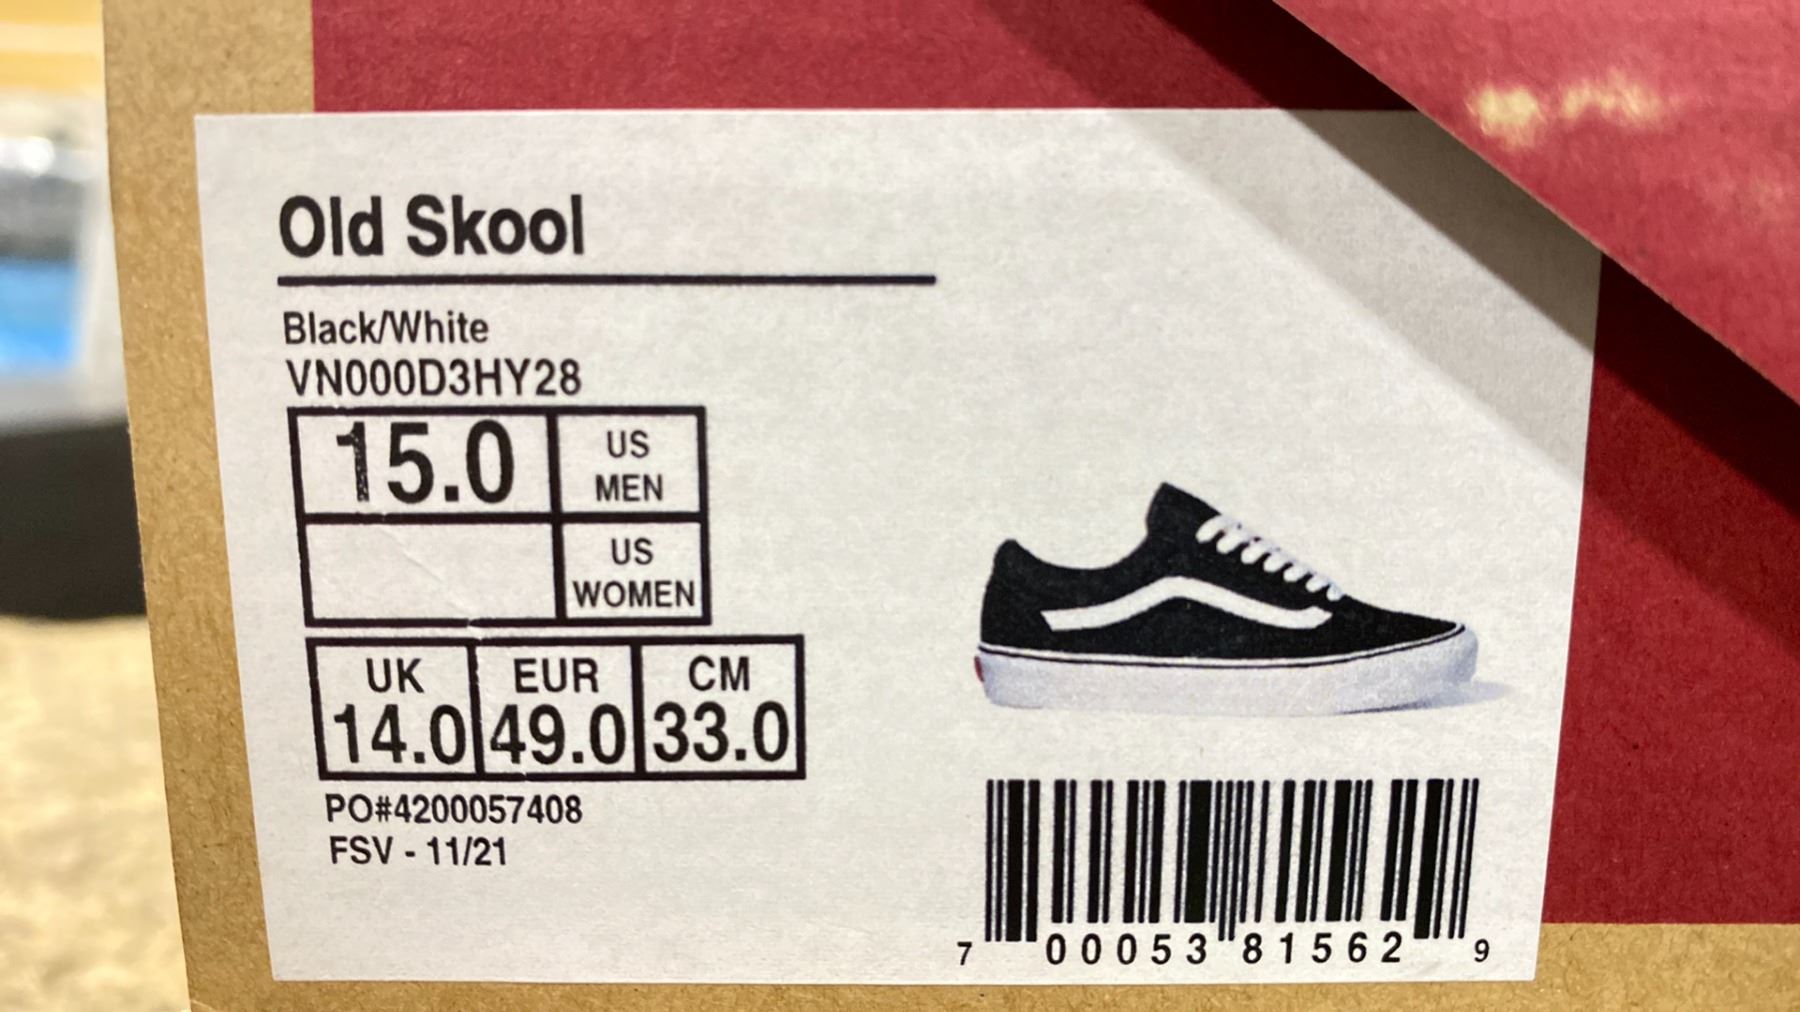 Old Skool
Black/White
VN000D3HY28
15.0 US MEN
US WOMEN
UK EUR CM
14.0 49.0 33.0
PO#4200057408
FSV - 11/21
7 00053 81562 9